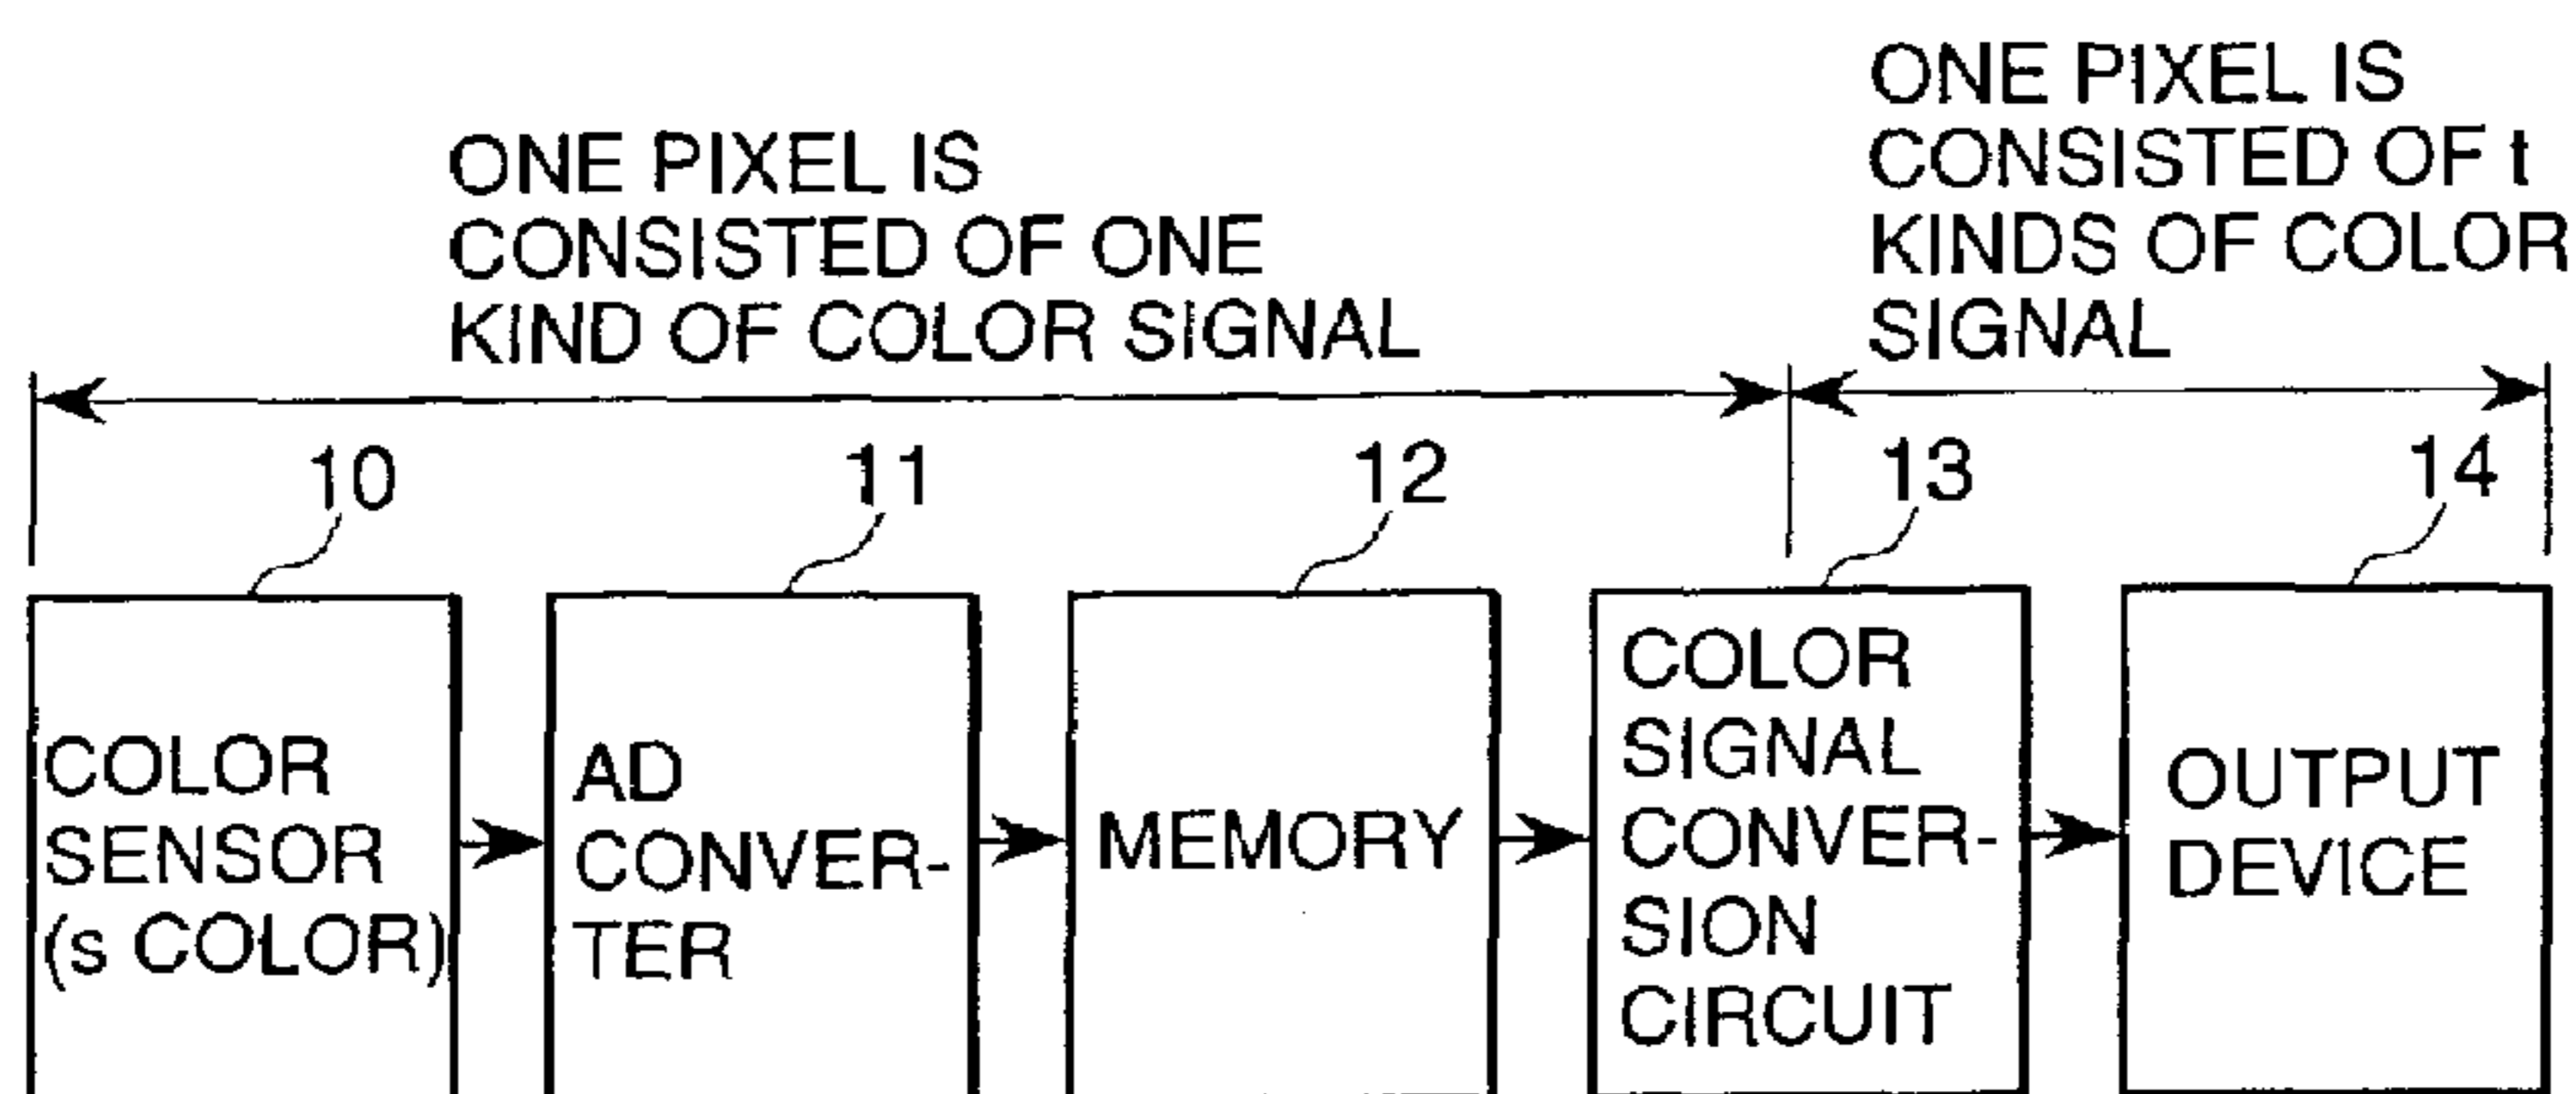 ONE PIXEL IS
CONSISTED OF ONE
KIND OF COLOR SIGNAL
ONE PIXEL IS
CONSISTED OF t
KINDS OF COLOR
SIGNAL
10
11
12
13
14
COLOR
SENSOR
(s COLOR)
AD
CONVER-
TER
MEMORY
COLOR
SIGNAL
CONVER-
SION
CIRCUIT
OUTPUT
DEVICE